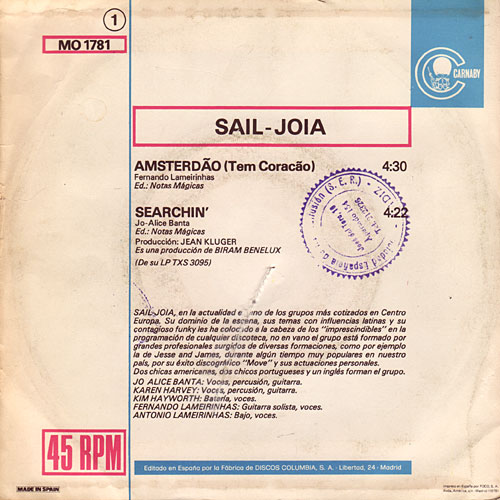 1
MO 1781
CARNABY
SAIL-JOIA
AMSTERDÃO (Tem Coracão) 4:30
Fernando Lameirinhas
Ed.: Notas Mágicas
SEARCHIN' 4:22
Jo-Alice Banta
Ed.: Notas Mágicas
Producción: JEAN KLUGER
Es una producción de BIRAM BENELUX
(De su LP TXS 3095)
SAIL-JOIA, en la actualidad es uno de los grupos más cotizados en Centro
Europa. Su dominio de la escena, sus temas con influencias latinas y su
contagioso funky les ha colocado a la cabeza de los "imprescindibles" en la
programación de cualquier discoteca, no en vano el grupo está formado por
grandes profesionales surgidos de diversas formaciones, como por ejemplo
la de Jesse and James, durante algún tiempo muy populares en nuestro
país, por su éxito discográfico "Move" y sus actuaciones personales.
Dos chicas americanas, dos chicos portugueses y un inglés forman el grupo.
JO ALICE BANTA: Voces, percusión, guitarra.
KAREN HARVEY: Voces, percusión, guitarra.
KIM HAYWORTH: Batería, voces.
FERNANDO LAMEIRINHAS: Guitarra solista, voces.
ANTONIO LAMEIRINHAS: Bajo, voces.
45 RPM
MADE IN SPAIN
Editado en España por la Fábrica de DISCOS COLUMBIA, S. A. - Libertad, 24 - Madrid